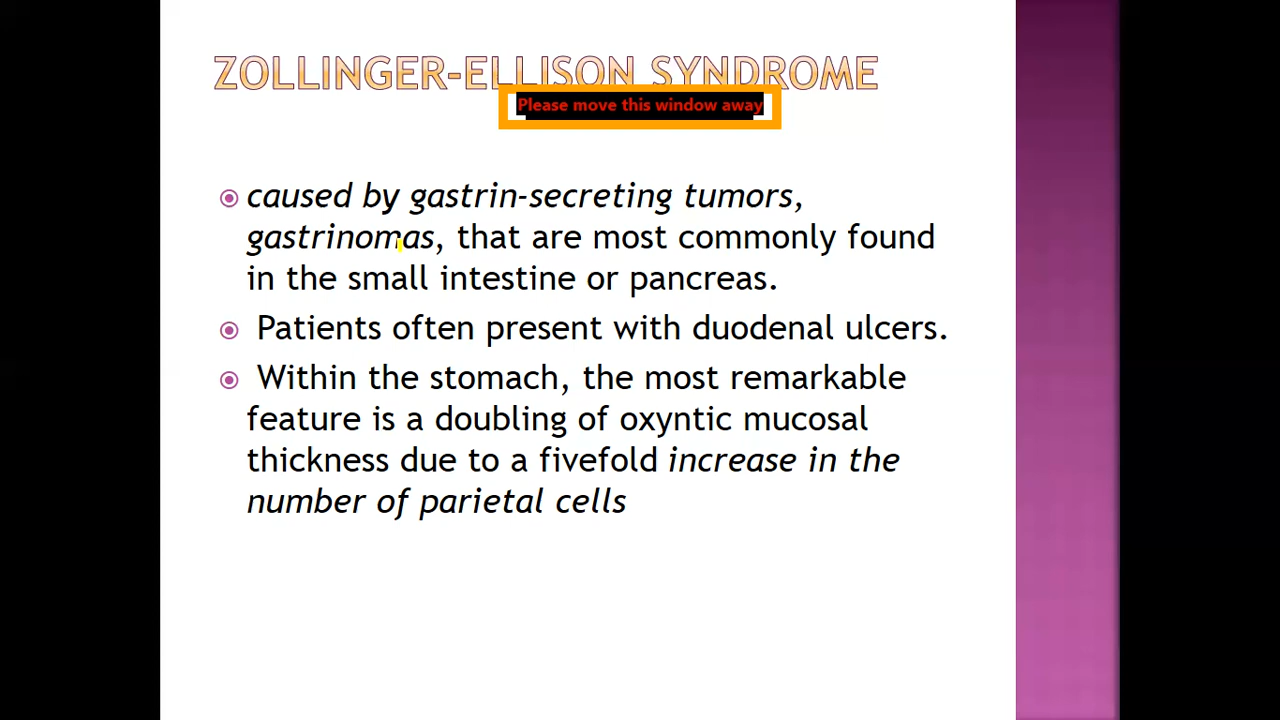 ZOLLINGER-ELLISON SYNDROME
Please move this window away
caused by gastrin-secreting tumors,
gastrinomas, that are most commonly found
in the small intestine or pancreas.
Patients often present with duodenal ulcers.
Within the stomach, the most remarkable
feature is a doubling of oxyntic mucosal
thickness due to a fivefold increase in the
number of parietal cells